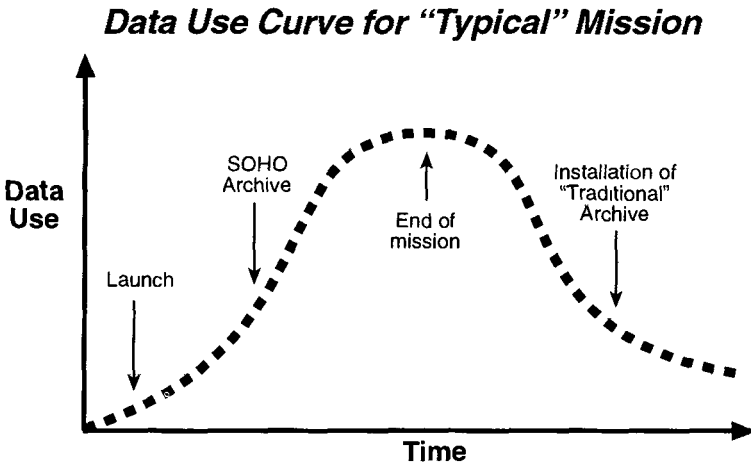 Data Use Curve for “Typical” Mission
SOHO
Archive
Installation of
“Traditional”
Archive
Data
Use
End of
mission
Launch
Time